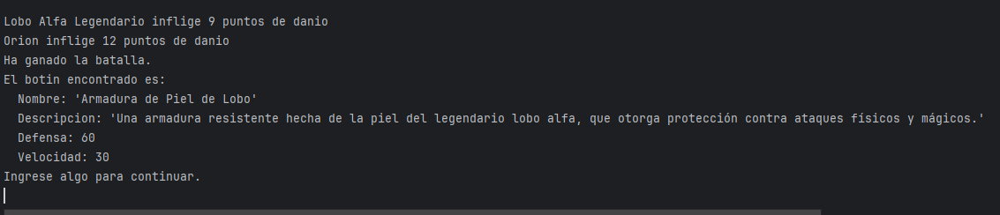 Lobo Alfa Legendario inflige 9 puntos de danio
Orion inflige 12 puntos de danio
Ha ganado la batalla.
El botin encontrado es:
  Nombre: 'Armadura de Piel de Lobo'
  Descripcion: 'Una armadura resistente hecha de la piel del legendario lobo alfa, que otorga protección contra ataques físicos y mágicos.'
  Defensa: 60
  Velocidad: 30
Ingrese algo para continuar.